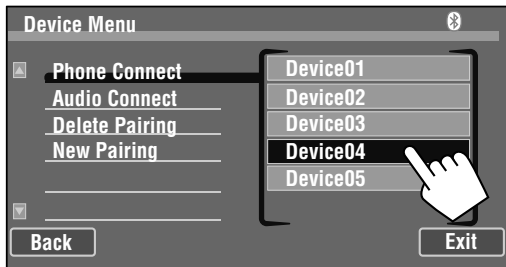 Device Menu
Phone Connect
Audio Connect
Delete Pairing
New Pairing
Device01
Device02
Device03
Device04
Device05
Back
Exit